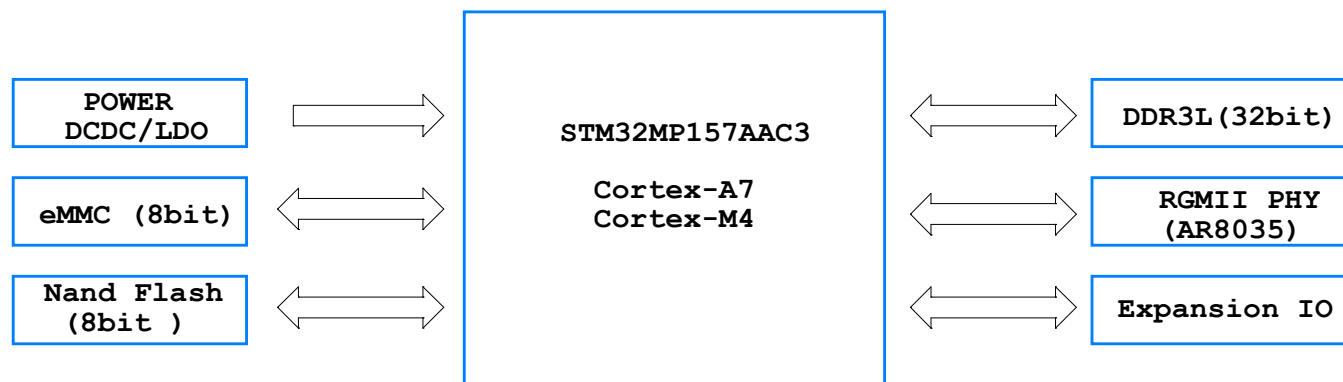 POWER
DCDC/LDO
eMMC (8bit)
Nand Flash
(8bit )
STM32MP157AAC3
Cortex-A7
Cortex-M4
DDR3L(32bit)
RGMII PHY
(AR8035)
Expansion IO